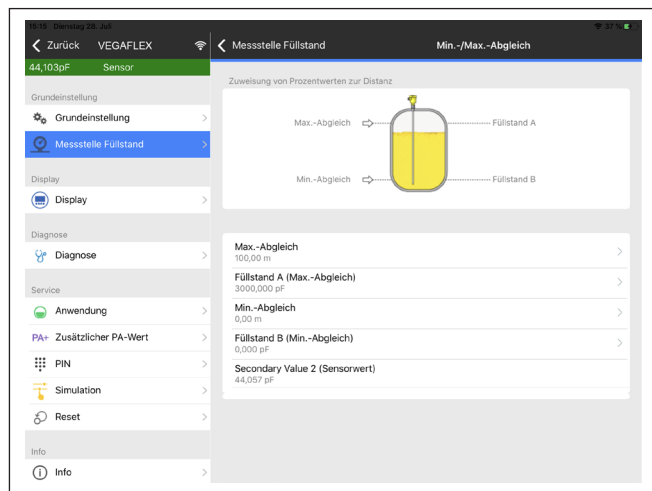 15:15 Dienstag 28. Juli
37 %
Zurück VEGAFLEX
Messstelle Füllstand
Min.-/Max.-Abgleich
44,103pF Sensor
Grundeinstellung
Grundeinstellung
Messstelle Füllstand
Display
Display
Diagnose
Diagnose
Service
Anwendung
PA+ Zusätzlicher PA-Wert
PIN
Simulation
Reset
Info
Info
Zuweisung von Prozentwerten zur Distanz
Max.-Abgleich
Füllstand A
Min.-Abgleich
Füllstand B
Max.-Abgleich
100,00 m
Füllstand A (Max.-Abgleich)
3000,000 pF
Min.-Abgleich
0,00 m
Füllstand B (Min.-Abgleich)
0,000 pF
Secondary Value 2 (Sensorwert)
44,057 pF